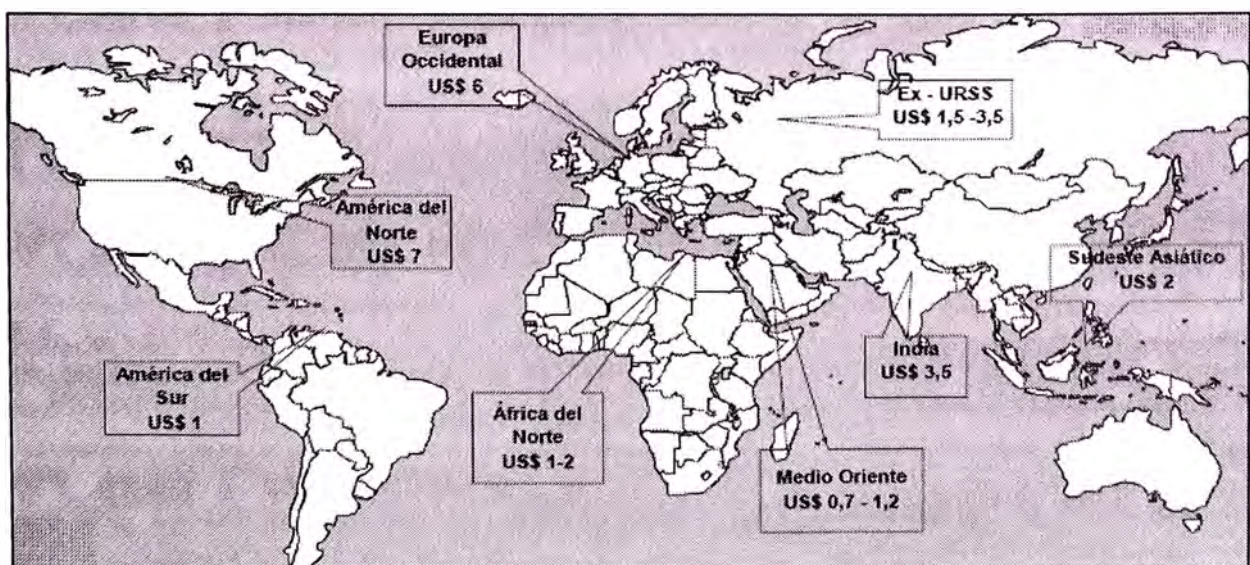 Europa
Occidental
US$ 6
Ex - URSS
US$ 1,5 -3,5
América del
Norte
US$ 7
Sudeste Asiático
US$ 2
India
US$ 3,5
América del
Sur
US$ 1
África del
Norte
US$ 1-2
Medio Oriente
US$ 0,7 - 1,2